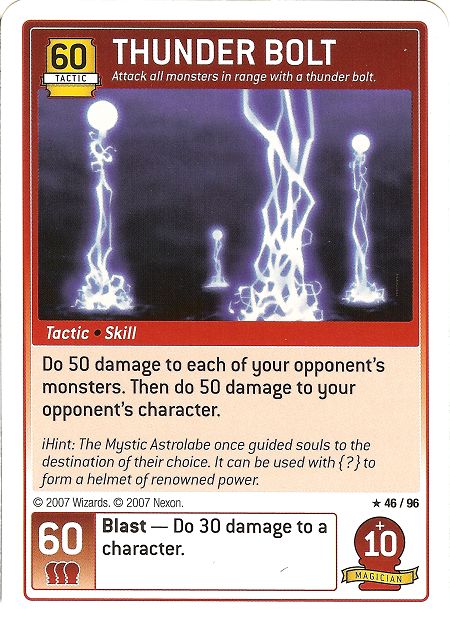 60
TACTIC
THUNDER BOLT
Attack all monsters in range with a thunder bolt.
Tactic • Skill
Do 50 damage to each of your opponent's
monsters. Then do 50 damage to your
opponent's character.
iHint: The Mystic Astrolabe once guided souls to the
destination of their choice. It can be used with {?} to
form a helmet of renowned power.
© 2007 Wizards. © 2007 Nexon.
★ 46 / 96
60
Blast — Do 30 damage to a
character.
+
10
MAGICIAN